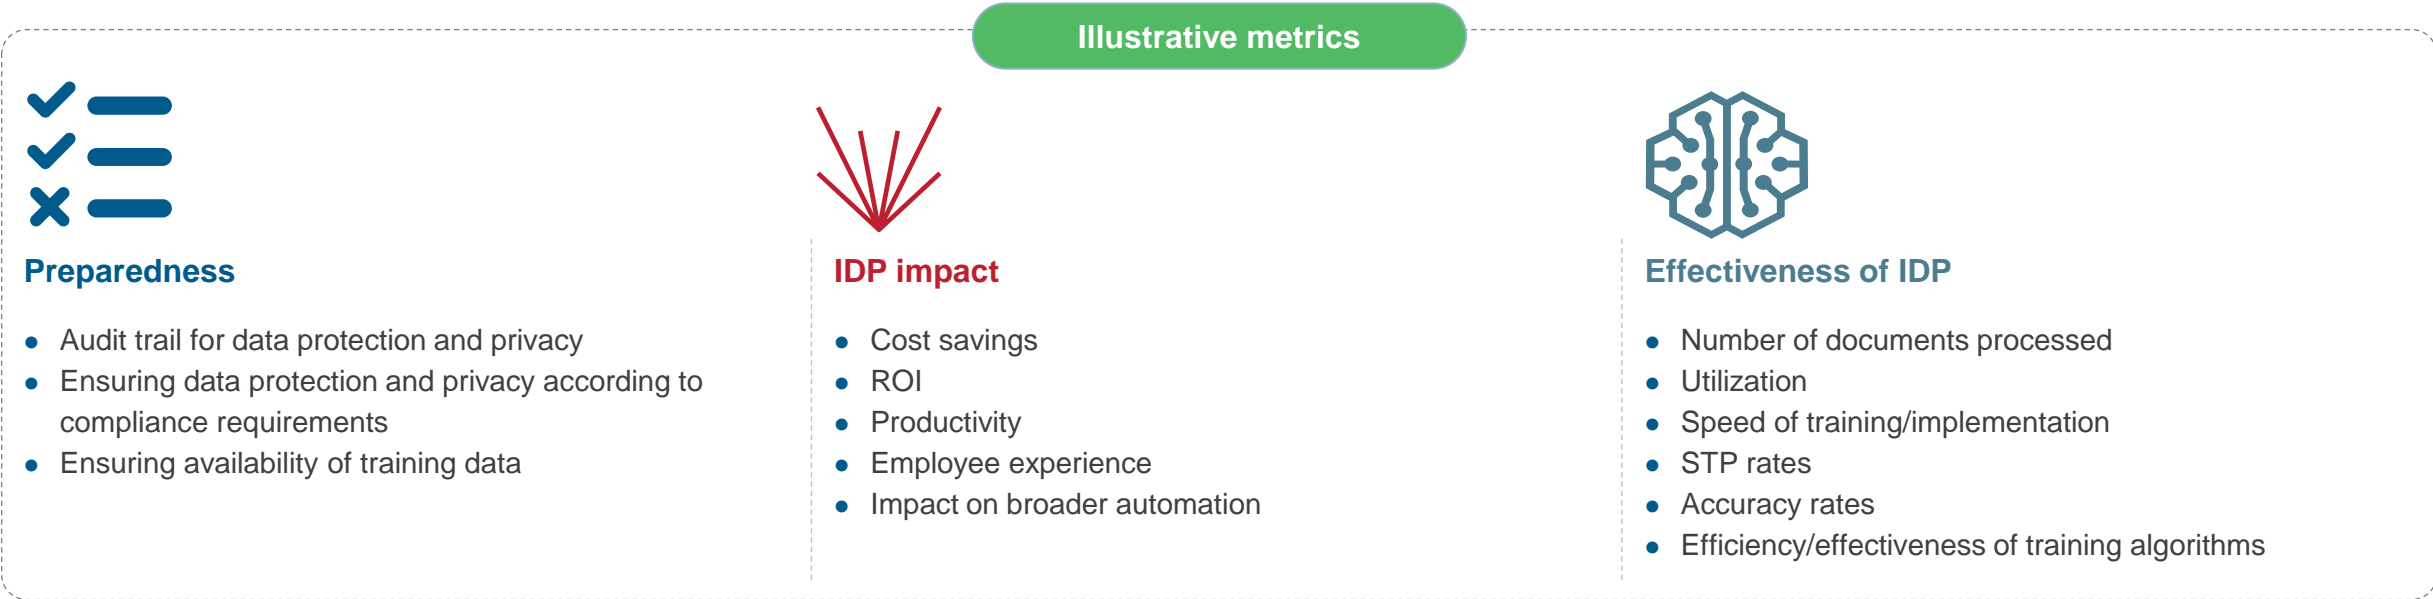 Illustrative metrics
Preparedness
● Audit trail for data protection and privacy
● Ensuring data protection and privacy according to
compliance requirements
● Ensuring availability of training data
IDP impact
● Cost savings
● ROI
● Productivity
● Employee experience
● Impact on broader automation
Effectiveness of IDP
● Number of documents processed
● Utilization
● Speed of training/implementation
● STP rates
● Accuracy rates
● Efficiency/effectiveness of training algorithms